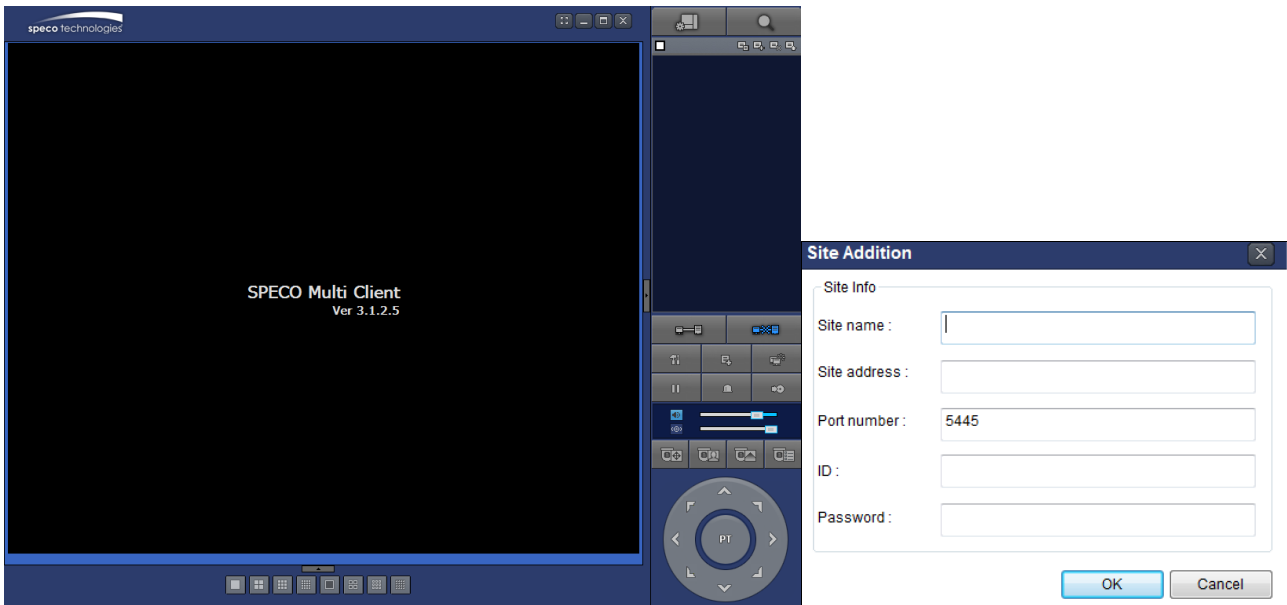 speco technologies
SPECO Multi Client
Ver 3.1.2.5
PT
Site Addition
Site Info
Site name :
Site address :
Port number : 5445
ID :
Password :
OK Cancel